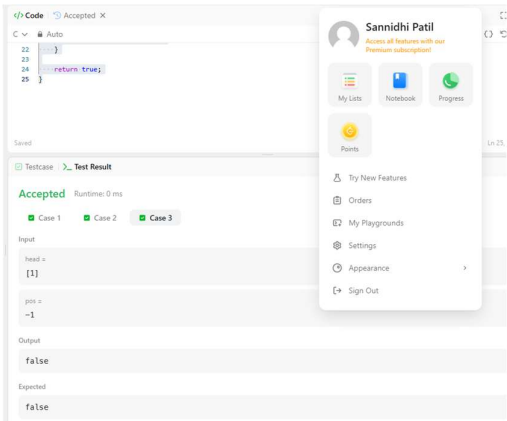 </> Code Accepted ×
C Auto
22 }
23
24 return true;
25 }
Saved
Ln 25,
Testcase >_ Test Result
Accepted Runtime: 0 ms
Case 1 Case 2 Case 3
Input
head =
[1]
pos =
-1
Output
false
Expected
false
Sannidhi Patil
Access all features with our
Premium subscription!
My Lists Notebook Progress
Points
Try New Features
Orders
My Playgrounds
Settings
Appearance >
Sign Out